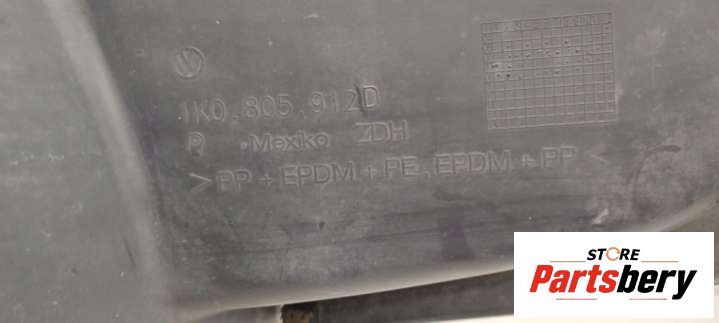 1K0.805.912D
Mexiko ZDH
> PP + EPDM + PE, EPDM + PP <
STORE
Partsbery